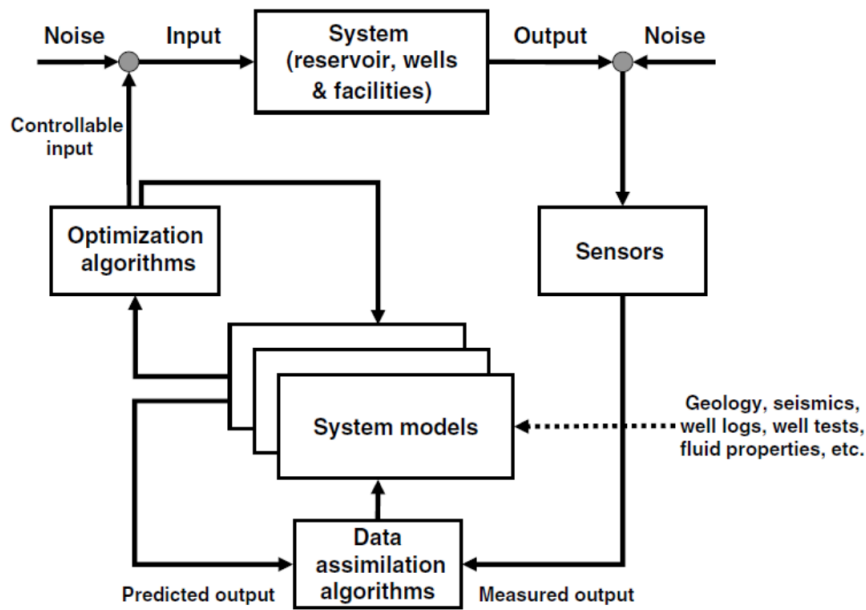 Noise
Input
System
(reservoir, wells
& facilities)
Output
Noise
Controllable
input
Optimization
algorithms
Sensors
System models
Geology, seismics,
well logs, well tests,
fluid properties, etc.
Data
assimilation
algorithms
Predicted output
Measured output